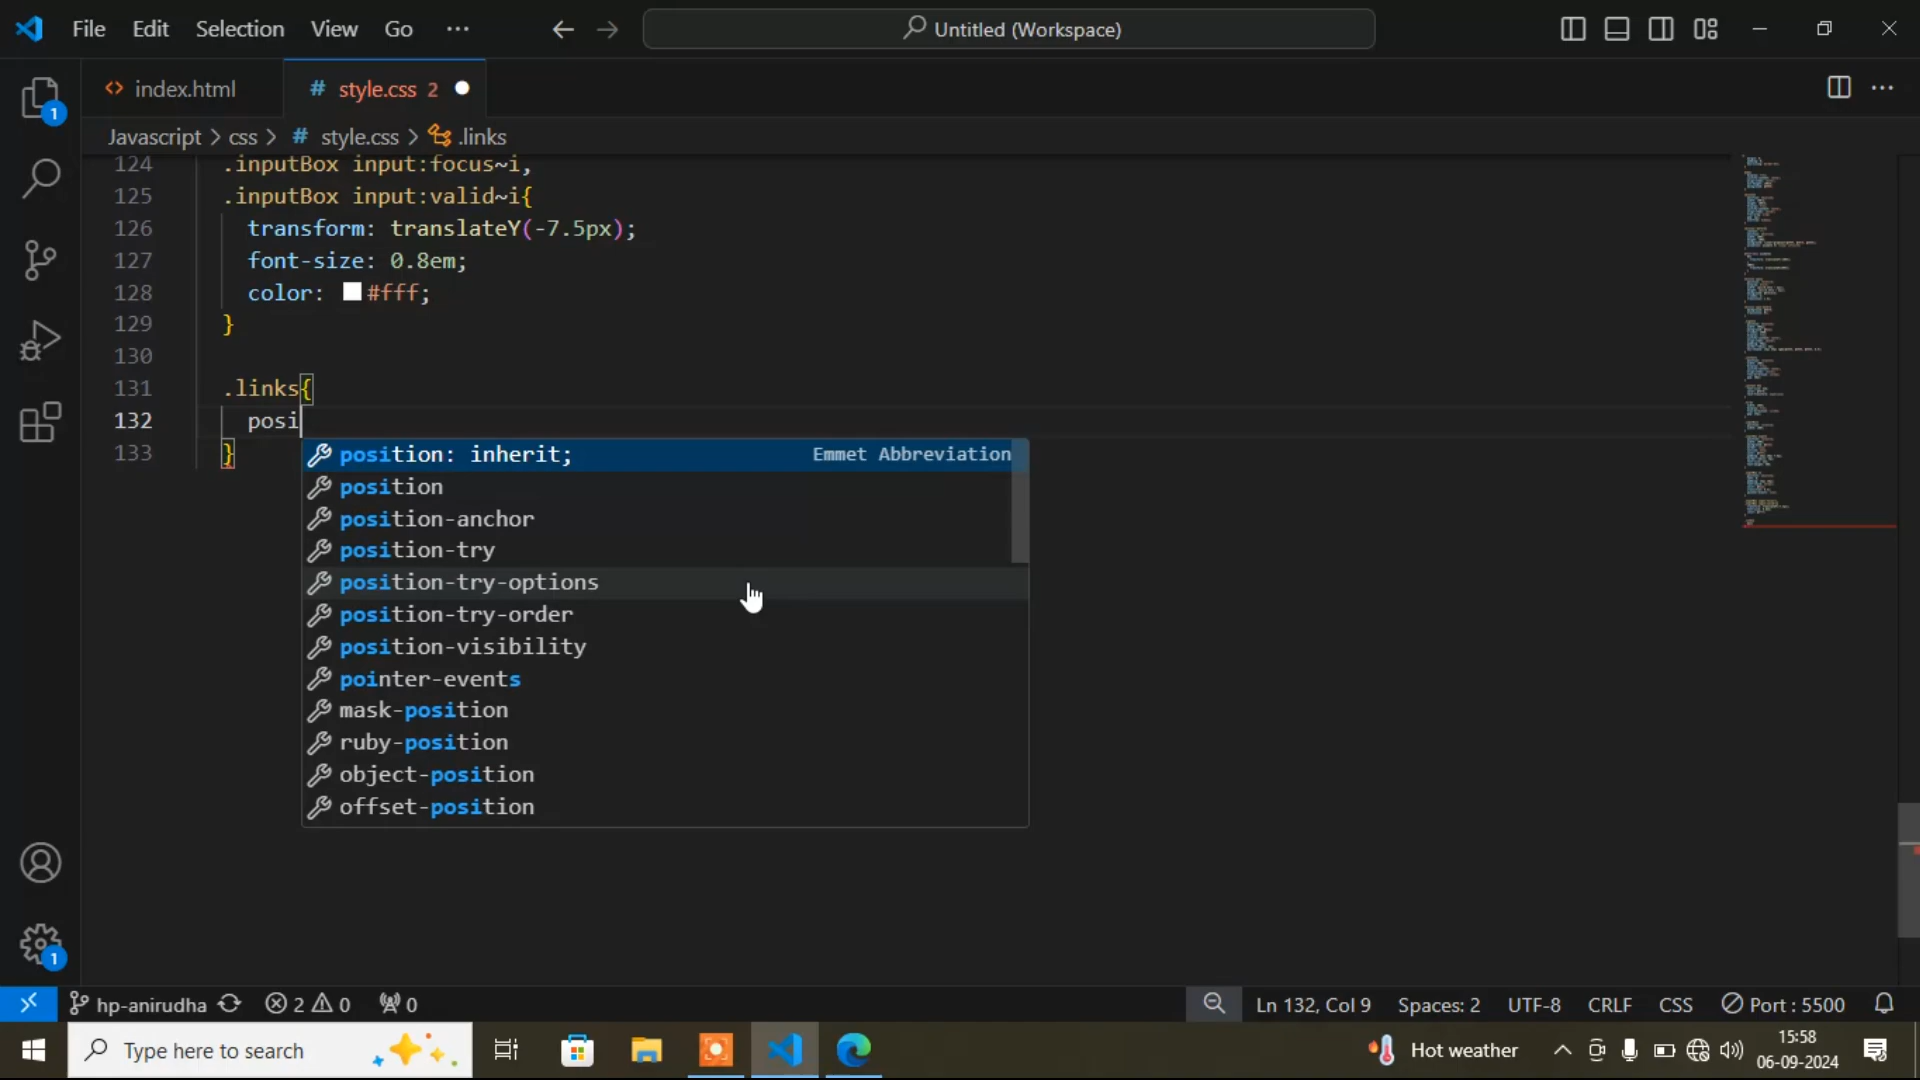 File Edit Selection View Go ··· Untitled (Workspace)
index.html # style.css 2
Javascript > css > # style.css > .links
124 .inputBox input:focus~i,
125 .inputBox input:valid~i{
126 transform: translateY(-7.5px);
127 font-size: 0.8em;
128 color: #fff;
129 }
130
131 .links{
132 posi
133 }
position: inherit; Emmet Abbreviation
position
position-anchor
position-try
position-try-options
position-try-order
position-visibility
pointer-events
mask-position
ruby-position
object-position
offset-position
1
1
hp-anirudha 2 0 0 Ln 132, Col 9 Spaces: 2 UTF-8 CRLF CSS Port : 5500
Type here to search Hot weather 15:58
06-09-2024